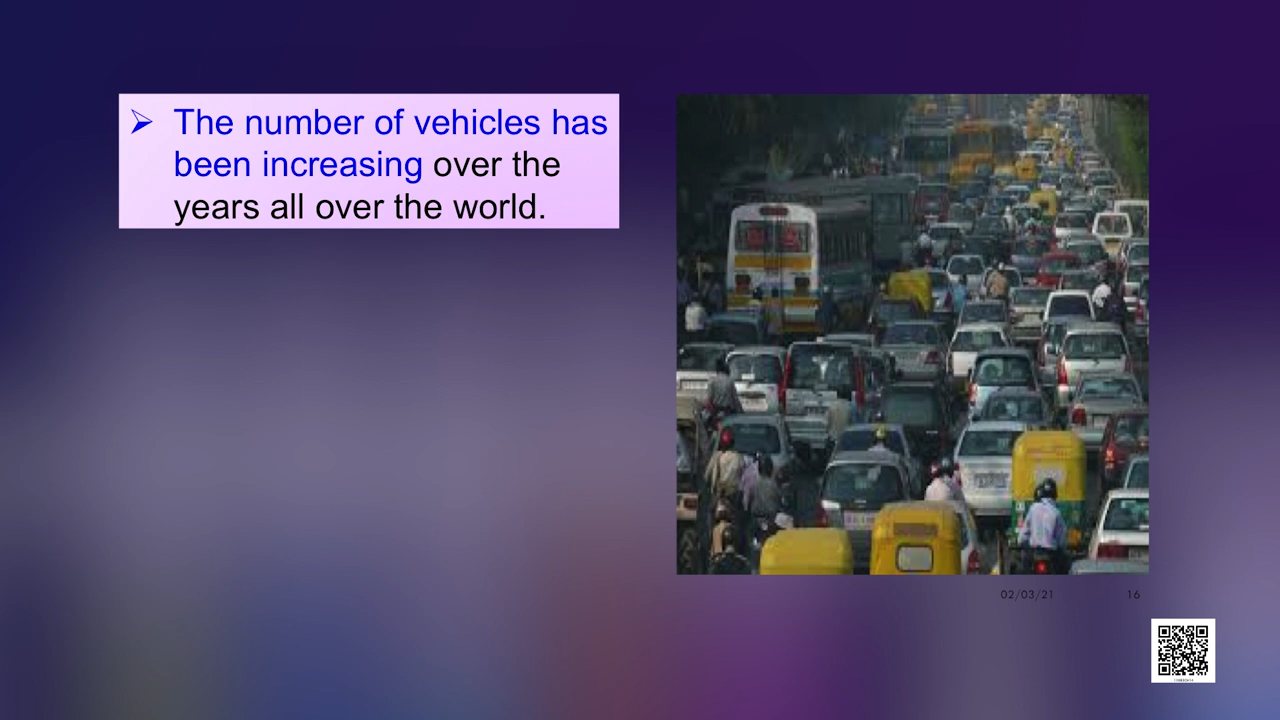 ➢ The number of vehicles has
been increasing over the
years all over the world.
02/03/21 16